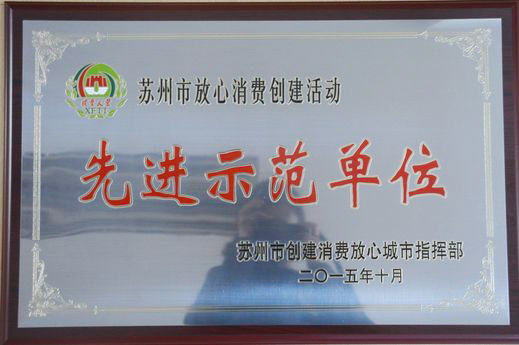 苏州市放心消费创建活动
XFTT
先进示范单位
苏州市创建消费放心城市指挥部
二〇一五年十月